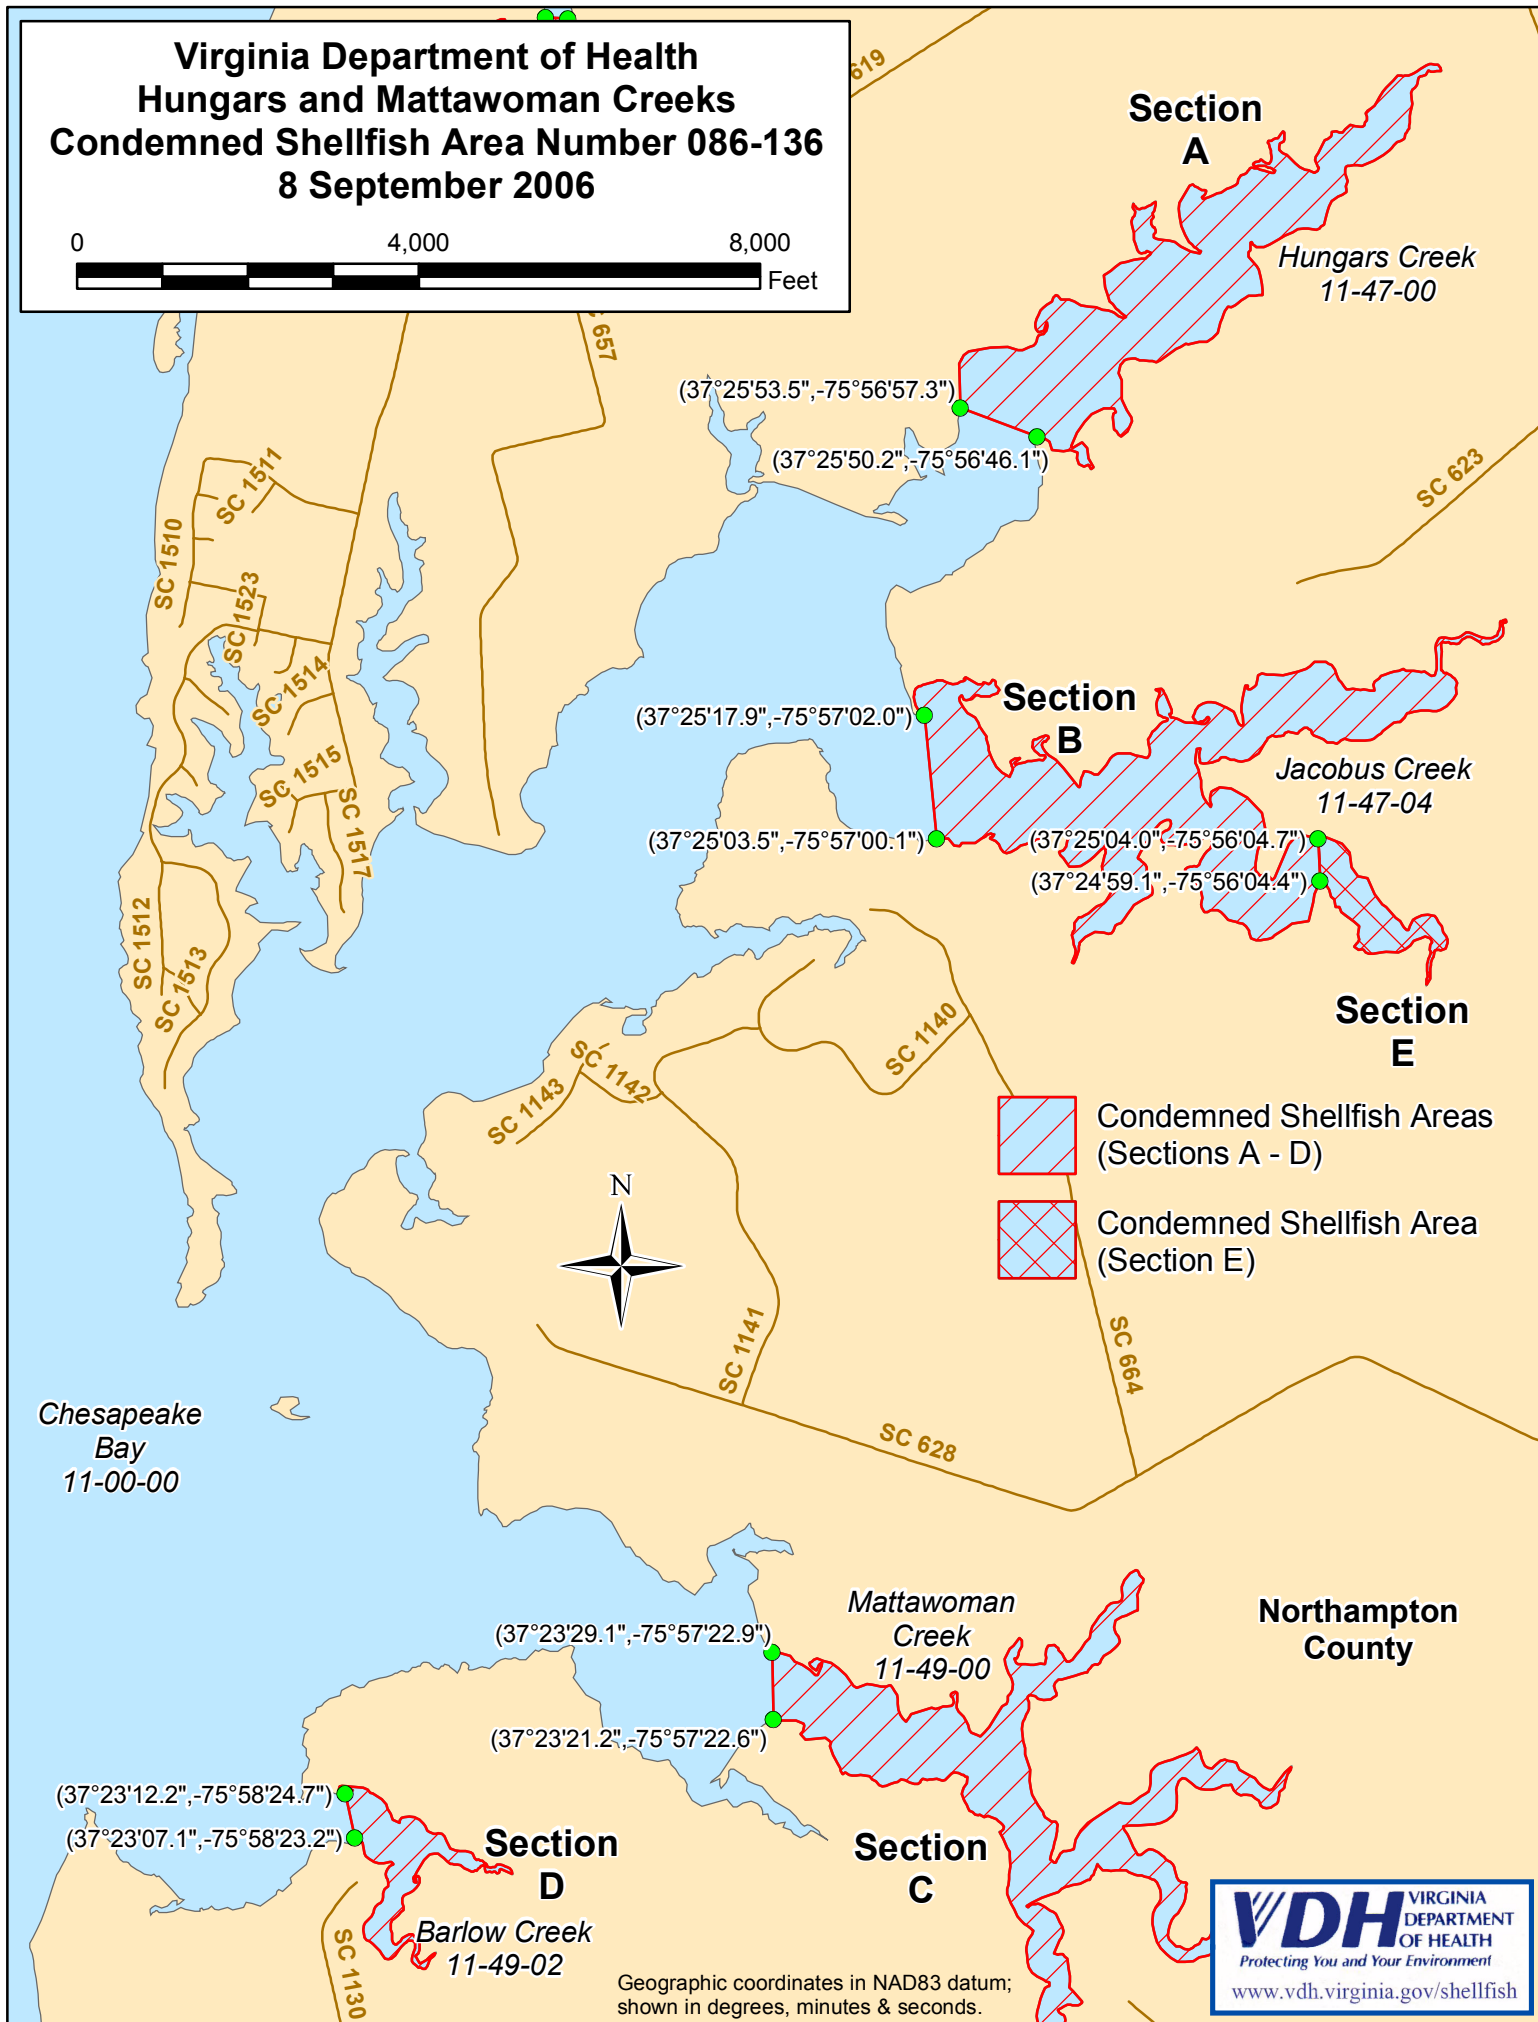 Virginia Department of Health
Hungars and Mattawoman Creeks
Condemned Shellfish Area Number 086-136
8 September 2006
0 4,000 8,000
Feet
619
Section
A
Hungars Creek
11-47-00
C 657
(37°25'53.5",-75°56'57.3")
(37°25'50.2",-75°56'46.1")
SC 623
SC 1511
SC 1510
SC 1523
SC 1514
SC 1515
SC 1517
SC 1512
SC 1513
(37°25'17.9",-75°57'02.0")
Section
B
Jacobus Creek
11-47-04
(37°25'03.5",-75°57'00.1")
(37°25'04.0",-75°56'04.7")
(37°24'59.1",-75°56'04.4")
Section
E
SC 1140
SC 1142
SC 1143
Condemned Shellfish Areas
(Sections A - D)
N
Condemned Shellfish Area
(Section E)
SC 1141
SC 664
SC 628
Chesapeake
Bay
11-00-00
Mattawoman
Creek
11-49-00
Northampton
County
(37°23'29.1",-75°57'22.9")
(37°23'21.2",-75°57'22.6")
(37°23'12.2",-75°58'24.7")
(37°23'07.1",-75°58'23.2")
Section
D
Section
C
Barlow Creek
11-49-02
SC 1130
Geographic coordinates in NAD83 datum;
shown in degrees, minutes & seconds.
VDH
VIRGINIA
DEPARTMENT
OF HEALTH
Protecting You and Your Environment
www.vdh.virginia.gov/shellfish